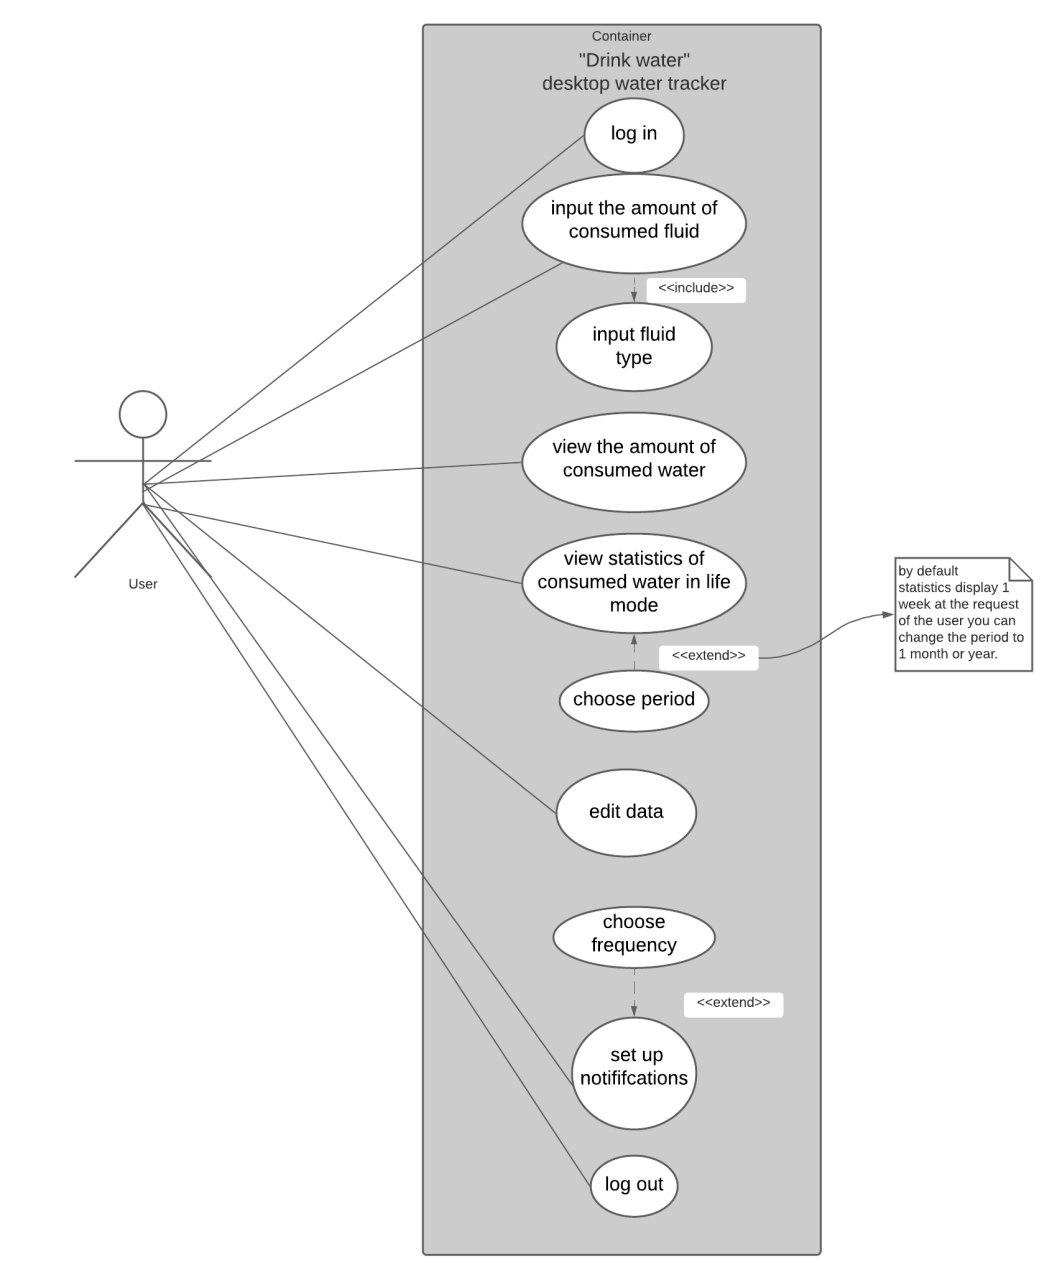 Container
"Drink water"
desktop water tracker
log in
input the amount of
consumed fluid
<<include>>
input fluid
type
view the amount of
consumed water
view statistics of
consumed water in life
mode
<<extend>>
choose period
by default
statistics display 1
week at the request
of the user you can
change the period to
1 month or year.
User
edit data
choose
frequency
<<extend>>
set up
notififcations
log out